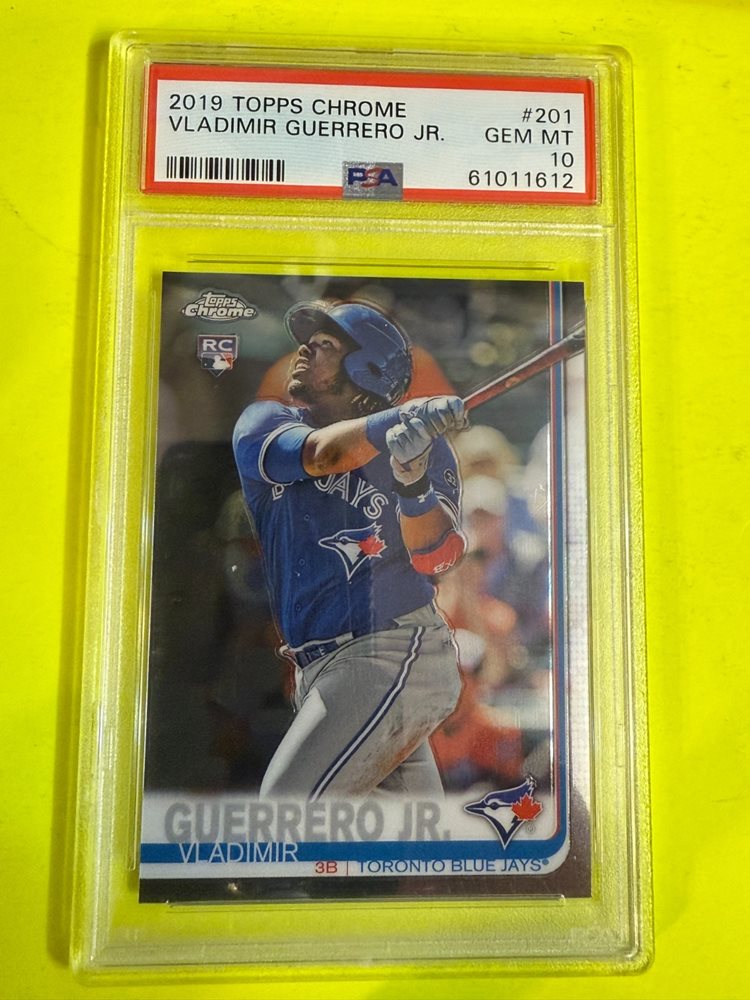 2019 TOPPS CHROME #201
VLADIMIR GUERRERO JR. GEM MT
10
PSA 61011612
Topps
Chrome
RC
JAYS
GUERRERO JR.
VLADIMIR
3B | TORONTO BLUE JAYS®